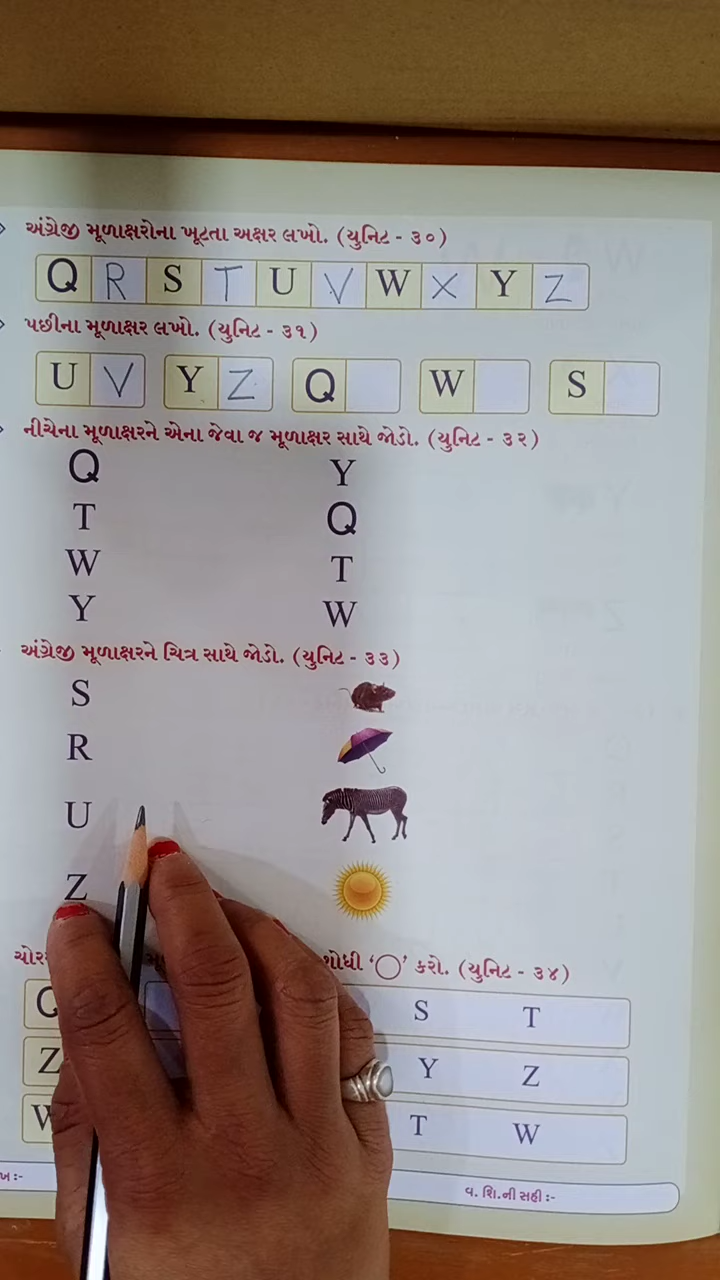 અંગ્રેજી મૂળાક્ષરોના ખૂટતા અક્ષર લખો. (યુનિટ - ૩૦)
Q R S T U V W X Y Z
પછીના મૂળાક્ષર લખો. (યુનિટ - ૩૧)
U V Y Z Q W S
નીચેના મૂળાક્ષરને એના જેવા જ મૂળાક્ષર સાથે જોડો. (યુનિટ - ૩૨)
Q Y
T Q
W T
Y W
અંગ્રેજી મૂળાક્ષરને ચિત્ર સાથે જોડો. (યુનિટ - ૩૩)
S
R
U
Z
શોધી ‘◯’ કરો. (યુનિટ - ૩૪)
Q S T
Z Y Z
W T W
વ. શિ.ની સહી :-